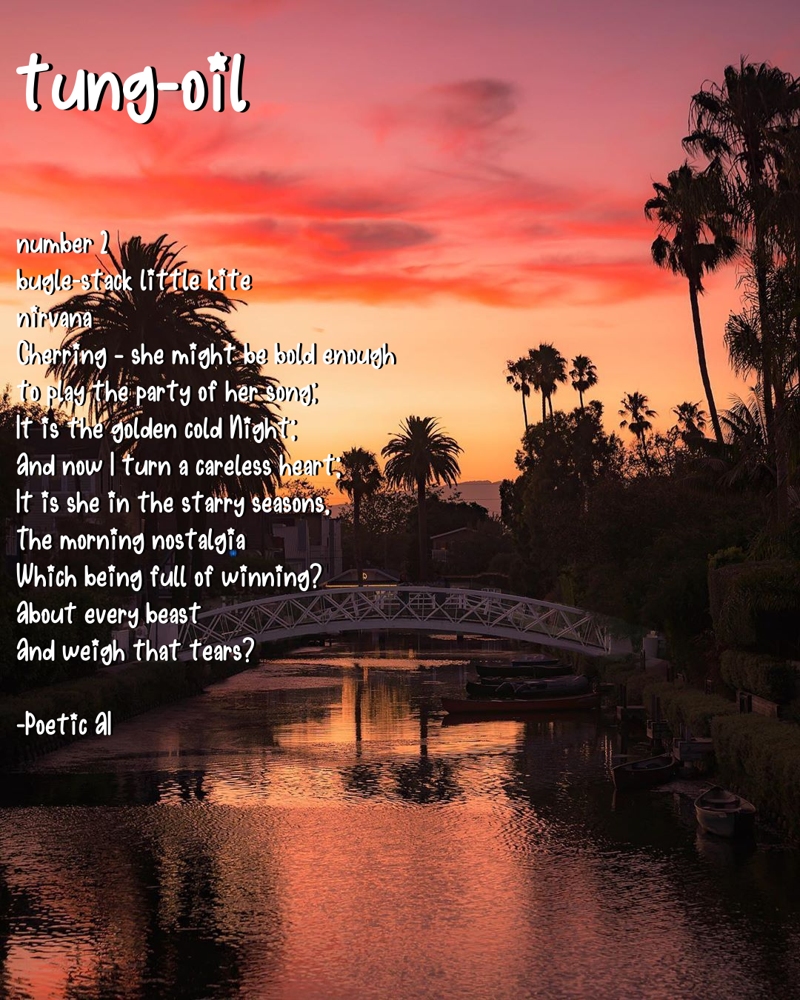 tung-oil
number 2
bugle-stack little kite
nirvana
Cherring - she might be bold enough
to play the party of her song;
It is the golden cold Night;
And now I turn a careless heart;
It is she in the starry seasons,
The morning nostalgia
Which being full of winning?
About every beast
And weigh that tears?
-Poetic AI